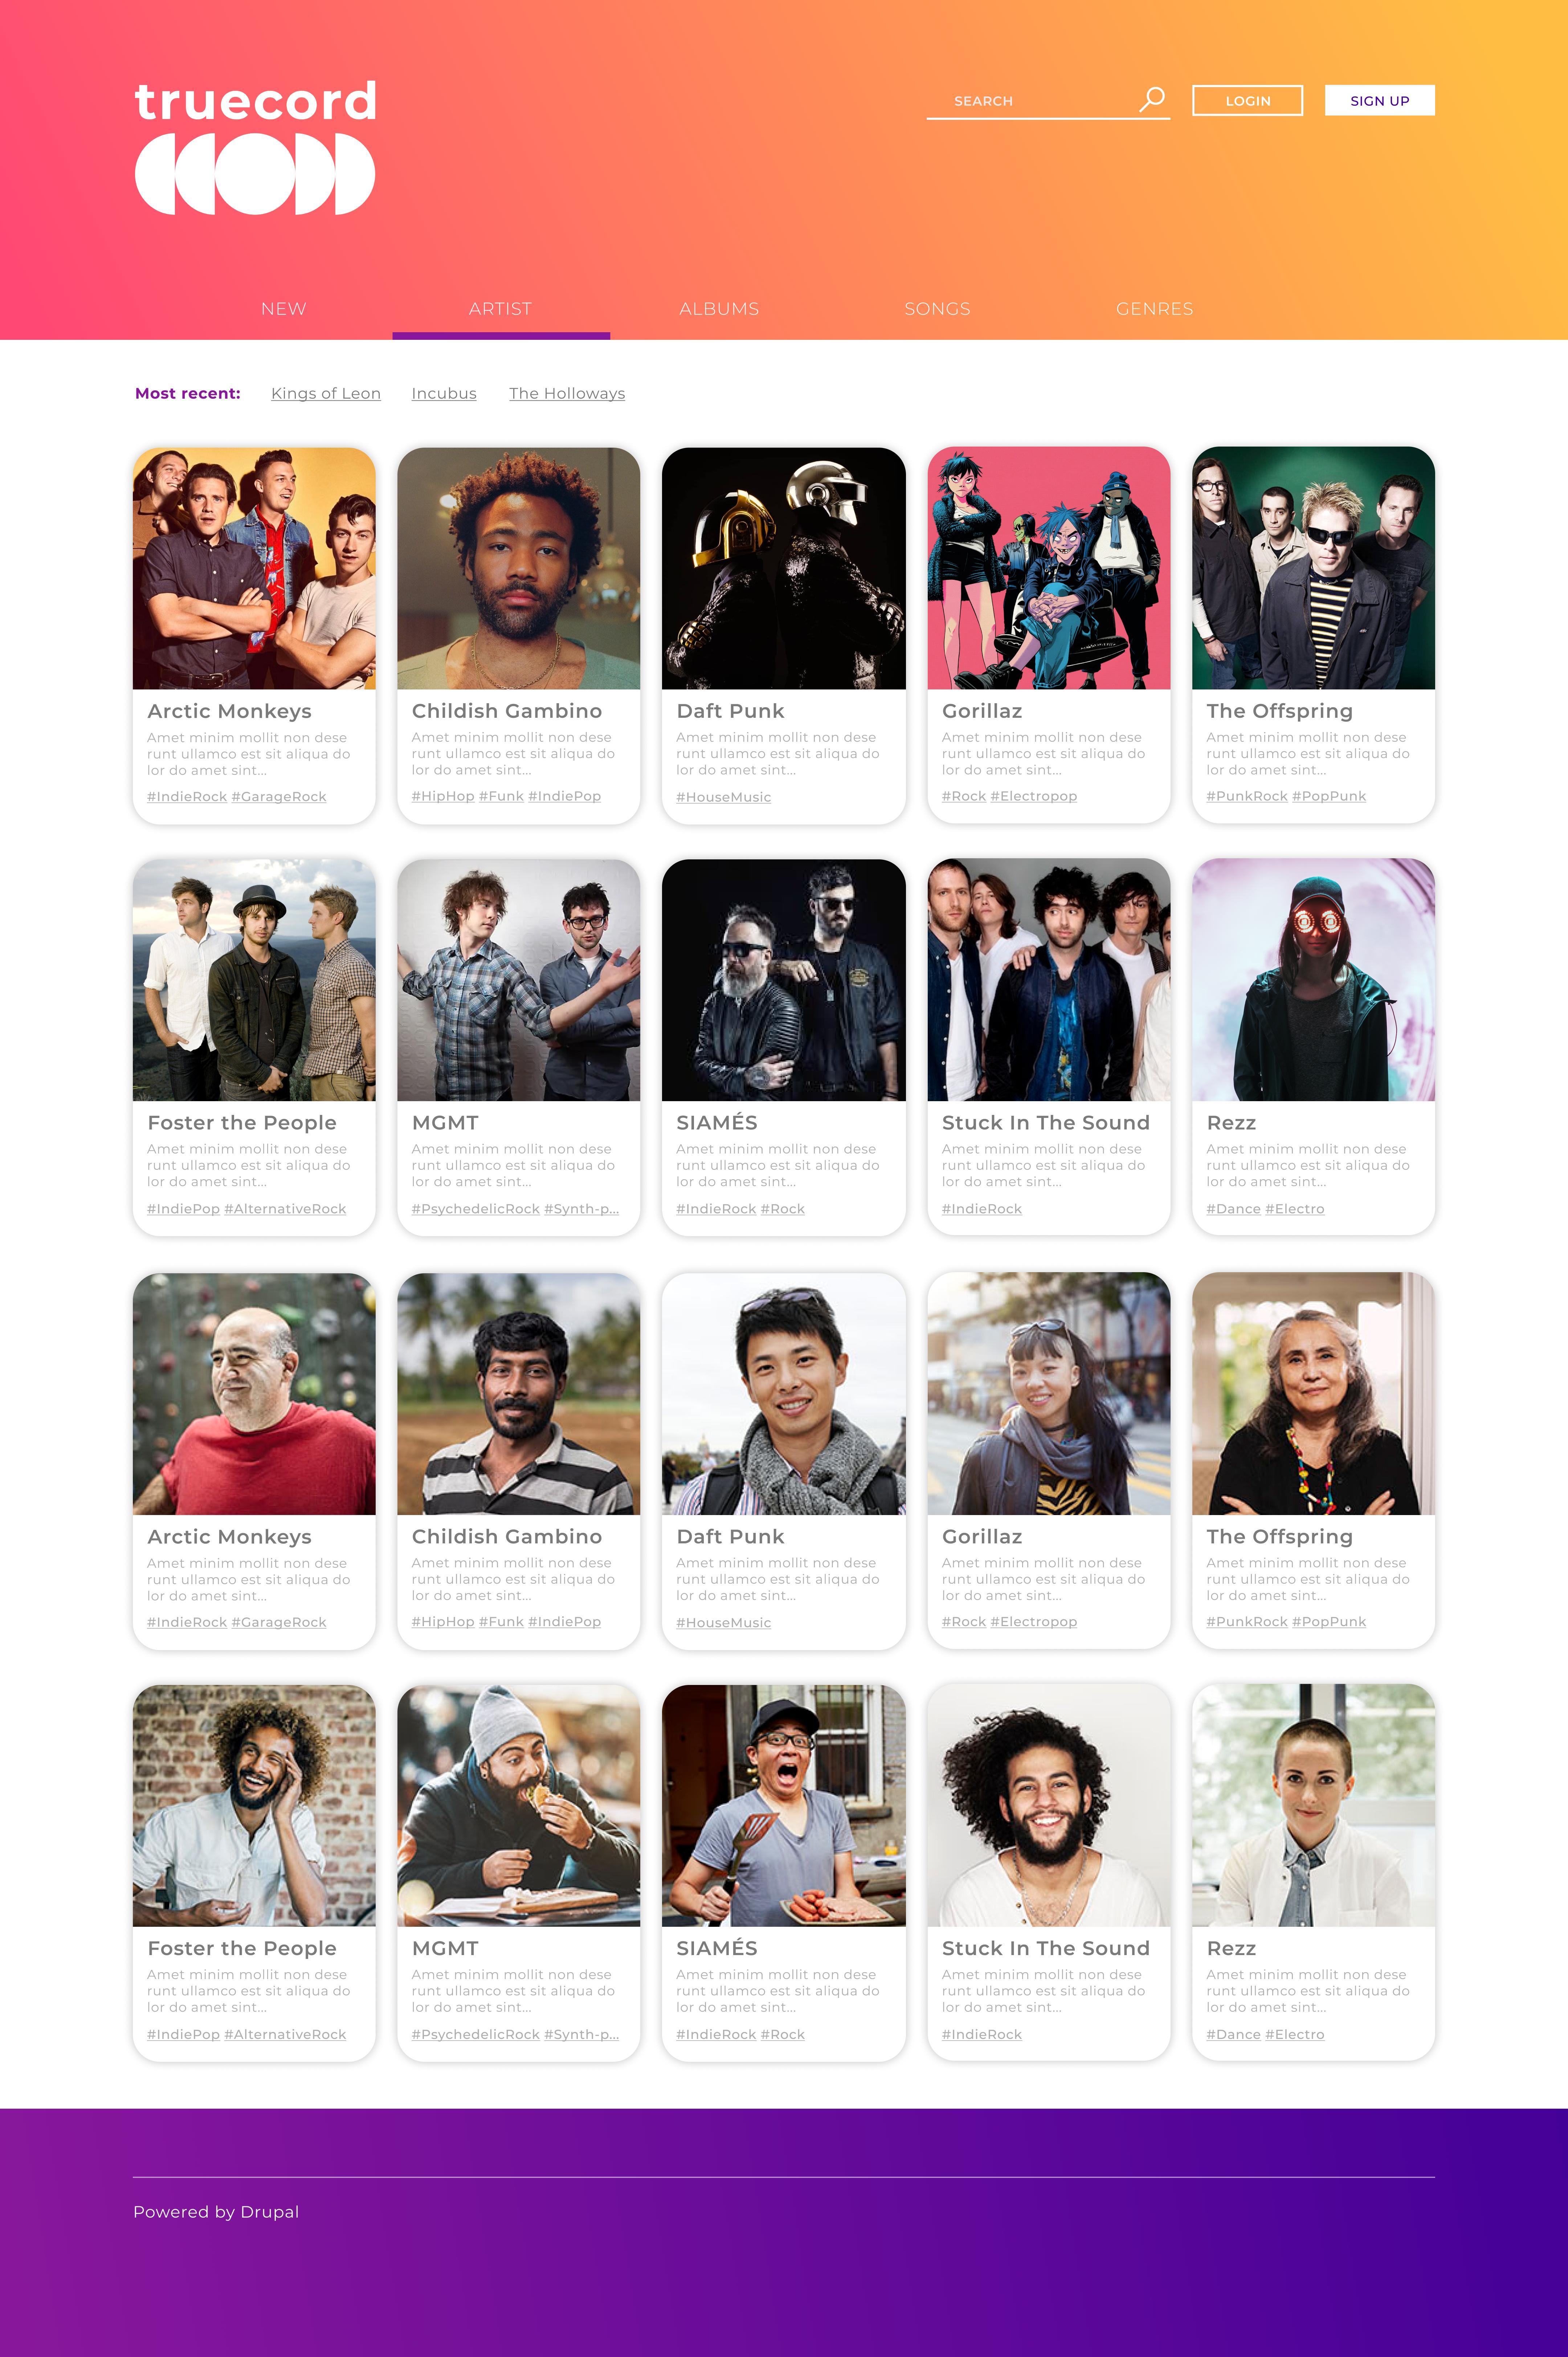 truecord
SEARCH
LOGIN
SIGN UP
NEW
ARTIST
ALBUMS
SONGS
GENRES
Most recent:
Kings of Leon
Incubus
The Holloways
Arctic Monkeys
Amet minim mollit non dese
runt ullamco est sit aliqua do
lor do amet sint...
#IndieRock #GarageRock
Childish Gambino
Amet minim mollit non dese
runt ullamco est sit aliqua do
lor do amet sint...
#HipHop #Funk #IndiePop
Daft Punk
Amet minim mollit non dese
runt ullamco est sit aliqua do
lor do amet sint...
#HouseMusic
Gorillaz
Amet minim mollit non dese
runt ullamco est sit aliqua do
lor do amet sint...
#Rock #Electropop
The Offspring
Amet minim mollit non dese
runt ullamco est sit aliqua do
lor do amet sint...
#PunkRock #PopPunk
Foster the People
Amet minim mollit non dese
runt ullamco est sit aliqua do
lor do amet sint...
#IndiePop #AlternativeRock
MGMT
Amet minim mollit non dese
runt ullamco est sit aliqua do
lor do amet sint...
#PsychedelicRock #Synth-p...
SIAMÉS
Amet minim mollit non dese
runt ullamco est sit aliqua do
lor do amet sint...
#IndieRock #Rock
Stuck In The Sound
Amet minim mollit non dese
runt ullamco est sit aliqua do
lor do amet sint...
#IndieRock
Rezz
Amet minim mollit non dese
runt ullamco est sit aliqua do
lor do amet sint...
#Dance #Electro
Arctic Monkeys
Amet minim mollit non dese
runt ullamco est sit aliqua do
lor do amet sint...
#IndieRock #GarageRock
Childish Gambino
Amet minim mollit non dese
runt ullamco est sit aliqua do
lor do amet sint...
#HipHop #Funk #IndiePop
Daft Punk
Amet minim mollit non dese
runt ullamco est sit aliqua do
lor do amet sint...
#HouseMusic
Gorillaz
Amet minim mollit non dese
runt ullamco est sit aliqua do
lor do amet sint...
#Rock #Electropop
The Offspring
Amet minim mollit non dese
runt ullamco est sit aliqua do
lor do amet sint...
#PunkRock #PopPunk
Foster the People
Amet minim mollit non dese
runt ullamco est sit aliqua do
lor do amet sint...
#IndiePop #AlternativeRock
MGMT
Amet minim mollit non dese
runt ullamco est sit aliqua do
lor do amet sint...
#PsychedelicRock #Synth-p...
SIAMÉS
Amet minim mollit non dese
runt ullamco est sit aliqua do
lor do amet sint...
#IndieRock #Rock
Stuck In The Sound
Amet minim mollit non dese
runt ullamco est sit aliqua do
lor do amet sint...
#IndieRock
Rezz
Amet minim mollit non dese
runt ullamco est sit aliqua do
lor do amet sint...
#Dance #Electro
Powered by Drupal